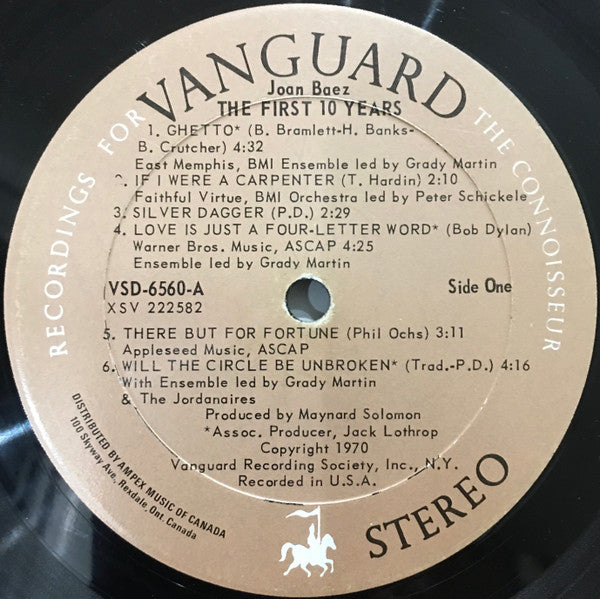 VANGUARD
RECORDINGS FOR THE CONNOISSEUR
Joan Baez
THE FIRST 10 YEARS
1. GHETTO* (B. Bramlett-H. Banks-
B. Crutcher) 4:32
East Memphis, BMI Ensemble led by Grady Martin
2. IF I WERE A CARPENTER (T. Hardin) 2:10
Faithful Virtue, BMI Orchestra led by Peter Schickele
3. SILVER DAGGER (P.D.) 2:29
4. LOVE IS JUST A FOUR-LETTER WORD* (Bob Dylan)
Warner Bros. Music, ASCAP 4:25
Ensemble led by Grady Martin
VSD-6560-A Side One
XSV 222582
5. THERE BUT FOR FORTUNE (Phil Ochs) 3:11
Appleseed Music, ASCAP
6. WILL THE CIRCLE BE UNBROKEN* (Trad.-P.D.) 4:16
With Ensemble led by Grady Martin
& The Jordanaires
Produced by Maynard Solomon
*Assoc. Producer, Jack Lothrop
Copyright 1970
Vanguard Recording Society, Inc., N.Y.
Recorded in U.S.A.
DISTRIBUTED BY AMPEX MUSIC OF CANADA
100 Skyway Ave., Rexdale, Ont. Canada
STEREO